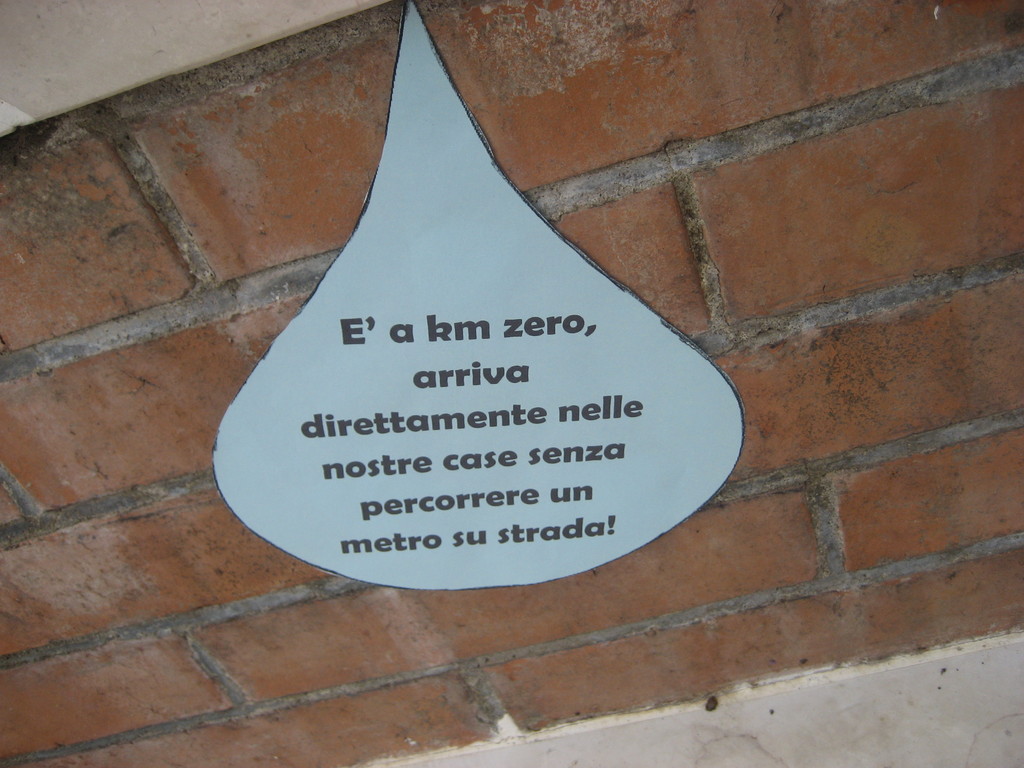 E' a km zero,
arriva
direttamente nelle
nostre case senza
percorrere un
metro su strada!